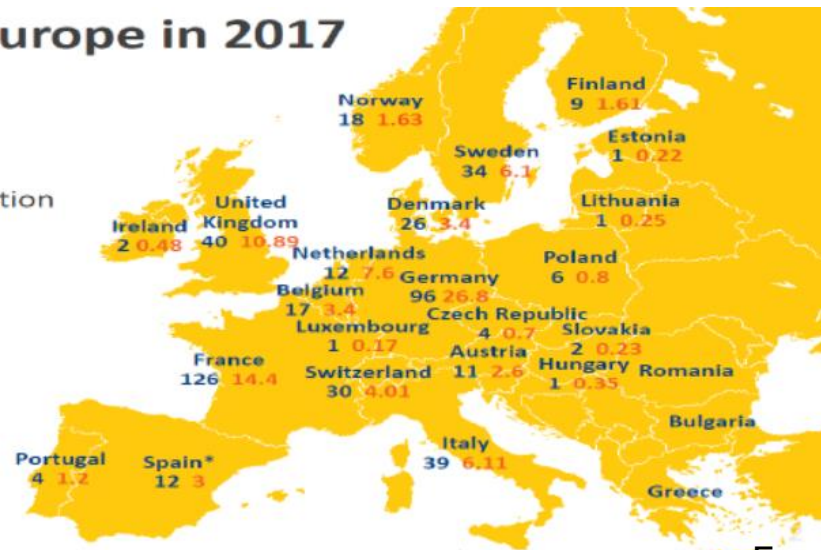 urope in 2017
Finland
9 1.61
Norway
18 1.63
Estonia
1 0.22
Sweden
34 6.1
tion
United
Kingdom
40 10.89
Denmark
26 3.4
Lithuania
1 0.25
Ireland
2 0.48
Netherlands
12 7.6
Poland
6 0.8
Germany
96 26.8
Belgium
17 3.4
Czech Republic
4 0.7
Luxembourg
1 0.17
Slovakia
2 0.23
Austria
11 2.6
France
126 14.4
Switzerland
30 4.01
Hungary
1 0.35
Romania
Bulgaria
Italy
39 6.11
Portugal
4 1.2
Spain*
12 3
Greece